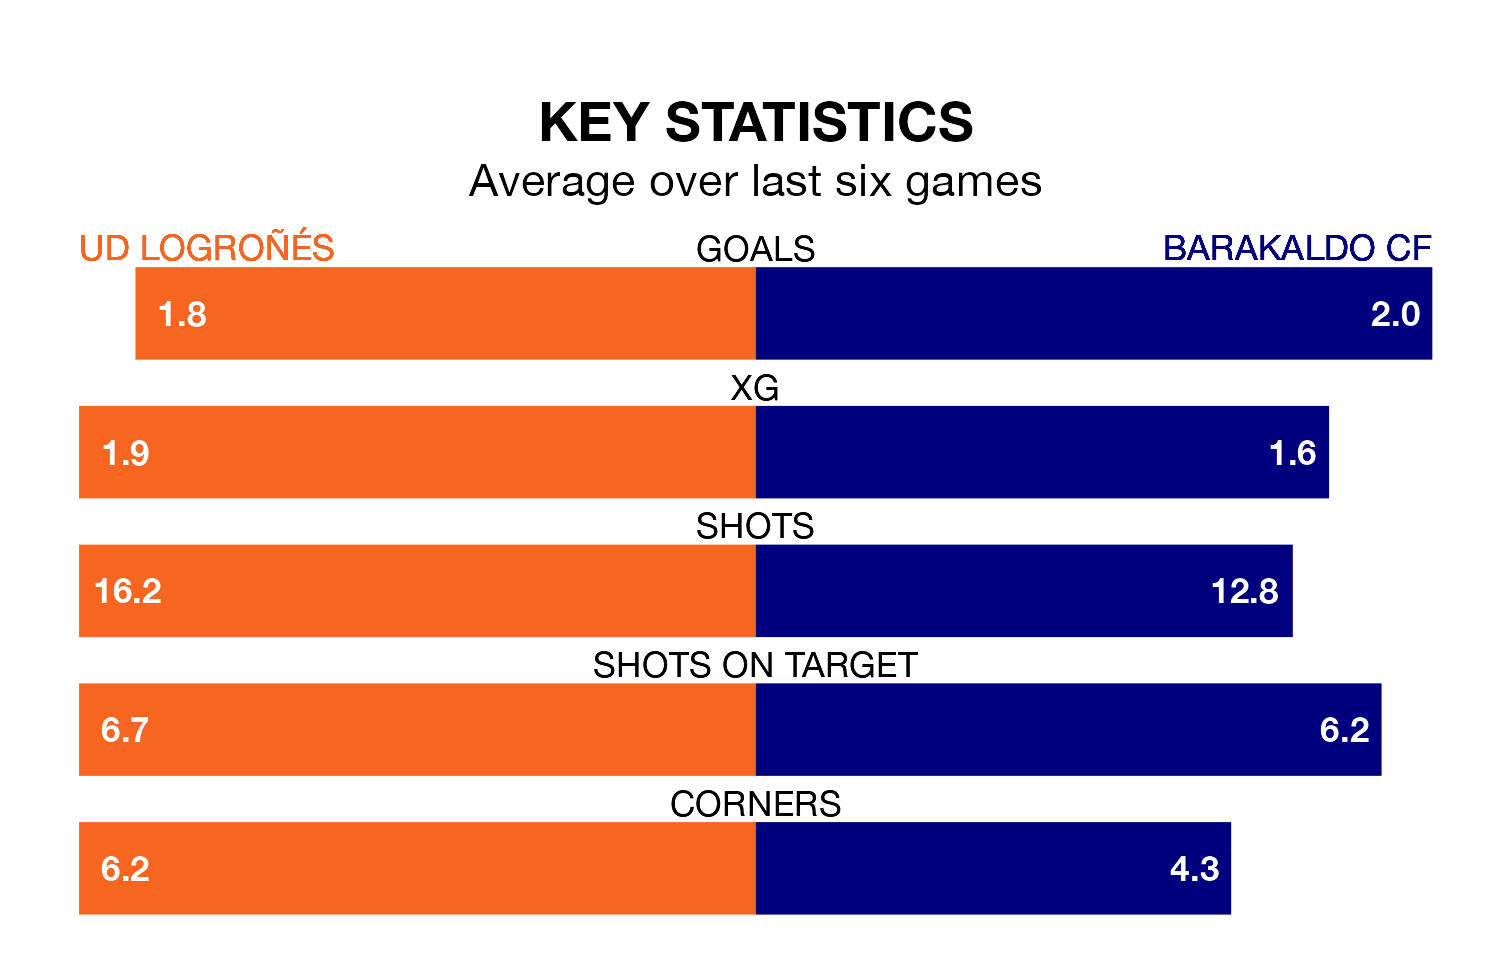 KEY STATISTICS
Average over last six games
UD LOGROÑÉS GOALS BARAKALDO CF
1.8 2.0
XG
1.9 1.6
SHOTS
16.2 12.8
SHOTS ON TARGET
6.7 6.2
CORNERS
6.2 4.3